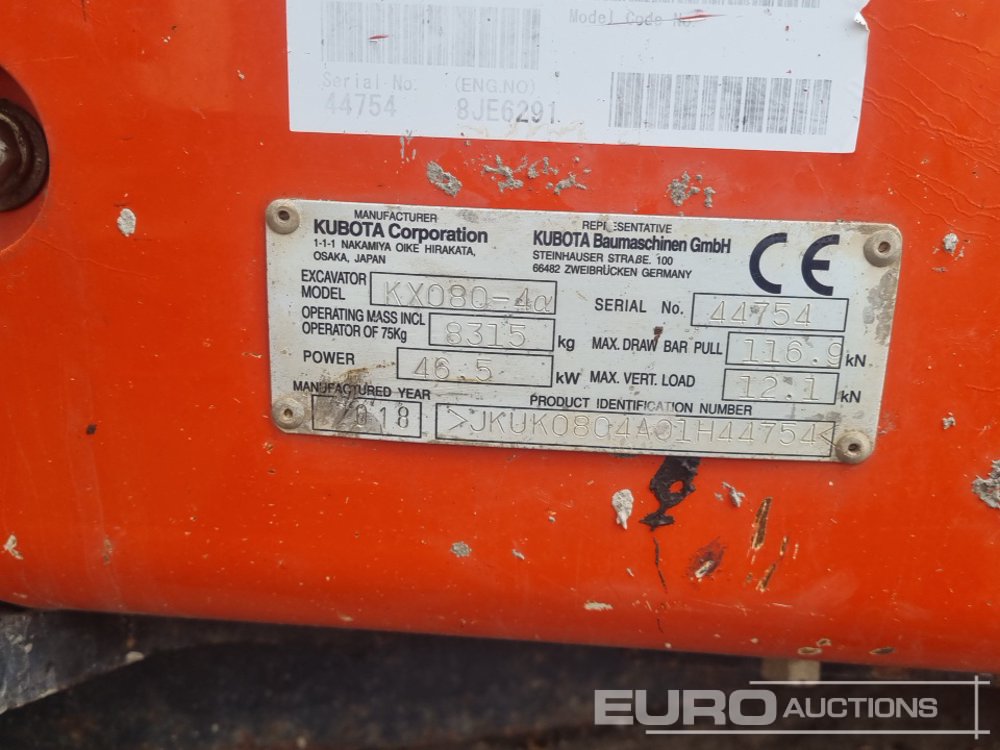 Model Code No
Serial No. (ENG.NO)
44754 8JE6291
MANUFACTURER
KUBOTA Corporation
1-1-1 NAKAMIYA OIKE HIRAKATA,
OSAKA, JAPAN
REPRESENTATIVE
KUBOTA Baumaschinen GmbH
STEINHAUSER STRAßE. 100
66482 ZWEIBRÜCKEN GERMANY
CE
EXCAVATOR
MODEL KX080-4α
SERIAL No. 44754
OPERATING MASS INCL
OPERATOR OF 75Kg 8315 kg
MAX. DRAW BAR PULL 116.9 kN
POWER 46.5 kW
MAX. VERT. LOAD 12.1 kN
MANUFACTURED YEAR
2018
PRODUCT IDENTIFICATION NUMBER
>JKUK0804A01H44754<
EURO AUCTIONS